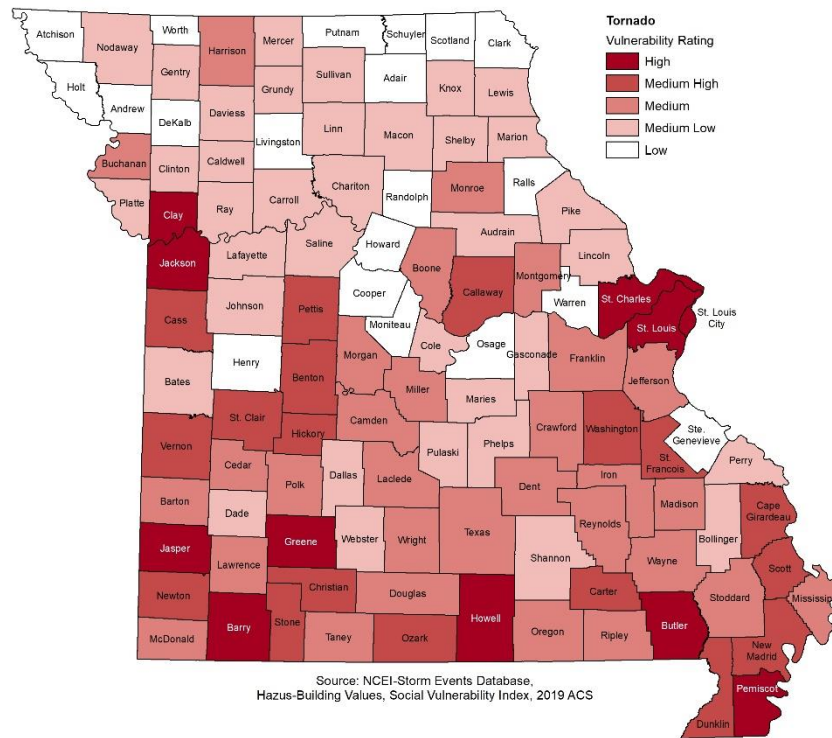 Tornado
Vulnerability Rating
High
Medium High
Medium
Medium Low
Low
Atchison
Worth
Putnam
Schuyler
Scotland
Clark
Nodaway
Harrison
Mercer
Holt
Gentry
Sullivan
Adair
Knox
Lewis
Andrew
DeKalb
Daviess
Grundy
Linn
Macon
Shelby
Marion
Livingston
Buchanan
Clinton
Caldwell
Chariton
Randolph
Monroe
Ralls
Platte
Clay
Ray
Carroll
Pike
Audrain
Saline
Howard
Jackson
Lafayette
Boone
Callaway
Montgomery
Lincoln
Cooper
Warren
St. Charles
St. Louis
St. Louis
City
Cass
Johnson
Pettis
Moniteau
Cole
Osage
Gasconade
Franklin
Henry
Morgan
Miller
Jefferson
Bates
Benton
Maries
St. Clair
Camden
Hickory
Crawford
Washington
Ste.
Genevieve
Vernon
Pulaski
Phelps
St.
Francois
Perry
Cedar
Polk
Dallas
Laclede
Dent
Iron
Barton
Madison
Cape
Girardeau
Dade
Reynolds
Bollinger
Jasper
Greene
Webster
Wright
Texas
Shannon
Wayne
Lawrence
Scott
Newton
Christian
Douglas
Howell
Carter
Stoddard
Mississippi
Barry
Stone
Butler
McDonald
Taney
Ozark
Oregon
Ripley
New
Madrid
Pemiscot
Dunklin
Source: NCEI-Storm Events Database,
Hazus-Building Values, Social Vulnerability Index, 2019 ACS